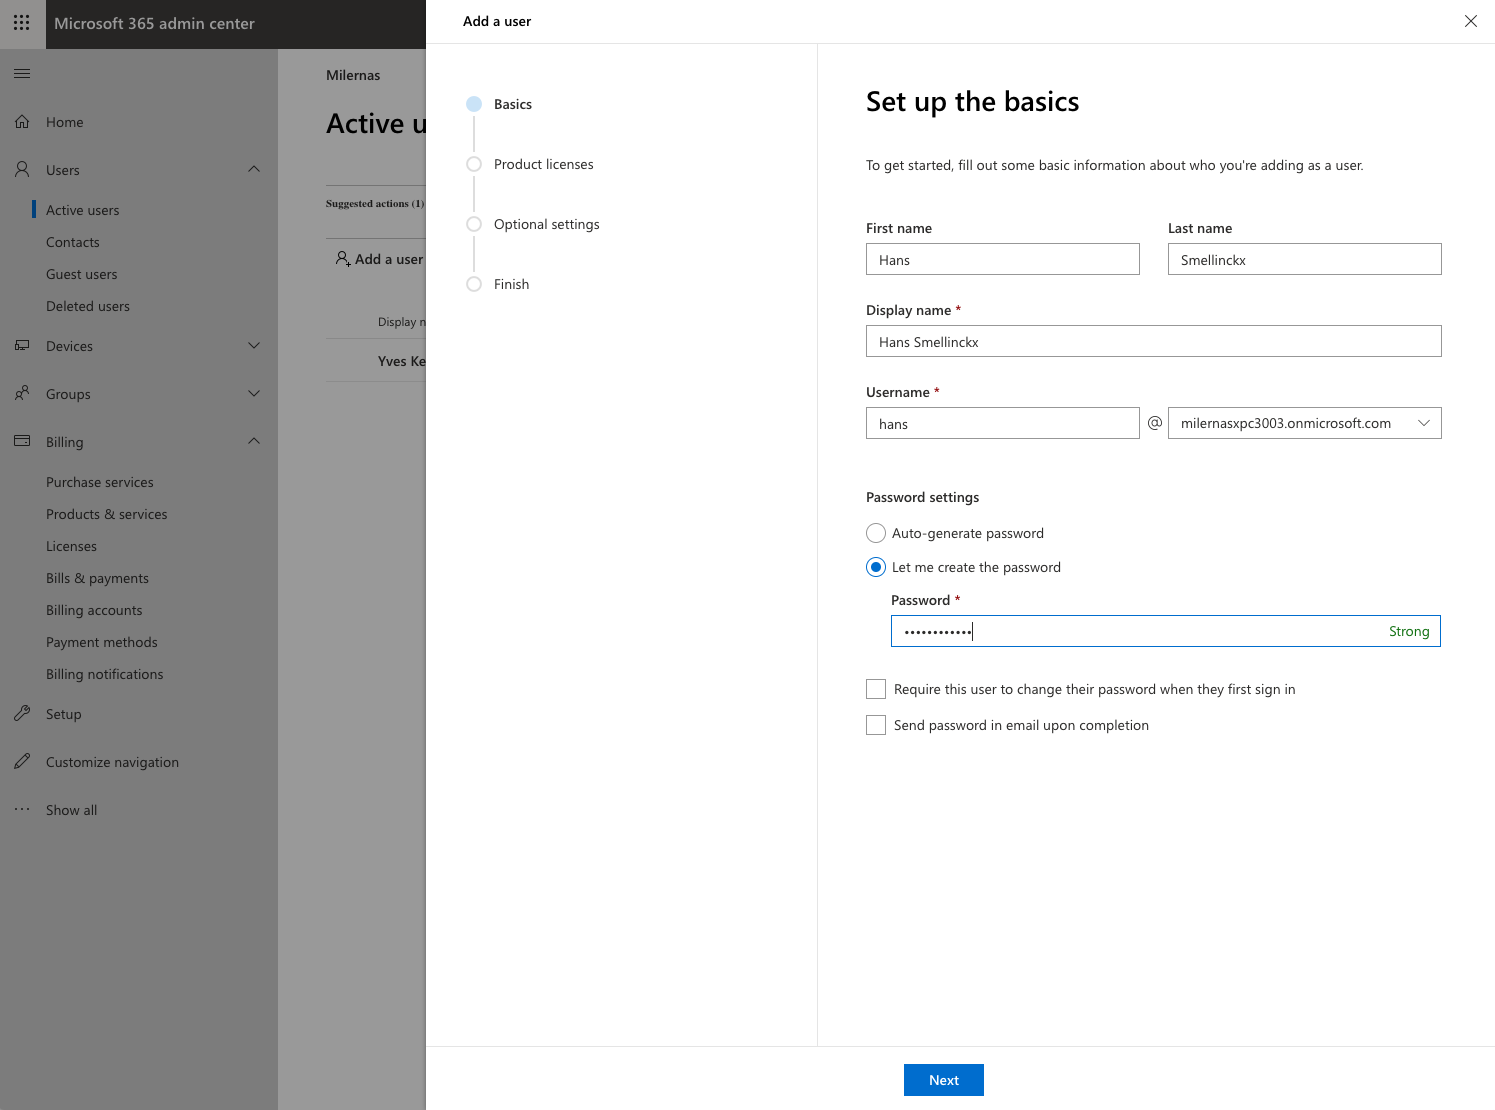 Microsoft 365 admin center
Home
Users
Active users
Contacts
Guest users
Deleted users
Devices
Groups
Billing
Purchase services
Products & services
Licenses
Bills & payments
Billing accounts
Payment methods
Billing notifications
Setup
Customize navigation
Show all
Milernas
Active u
Suggested actions (1)
Add a user
Display n
Yves Ke
Add a user
Basics
Product licenses
Optional settings
Finish
Set up the basics
To get started, fill out some basic information about who you're adding as a user.
First name Last name
Hans Smellinckx
Display name *
Hans Smellinckx
Username *
hans @ milernasxpc3003.onmicrosoft.com
Password settings
Auto-generate password
Let me create the password
Password *
•••••••••••• Strong
Require this user to change their password when they first sign in
Send password in email upon completion
Next